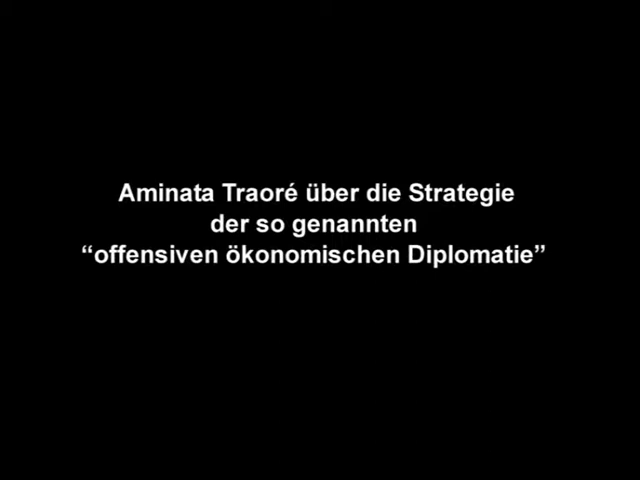 Aminata Traoré über die Strategie
der so genannten
“offensiven ökonomischen Diplomatie”